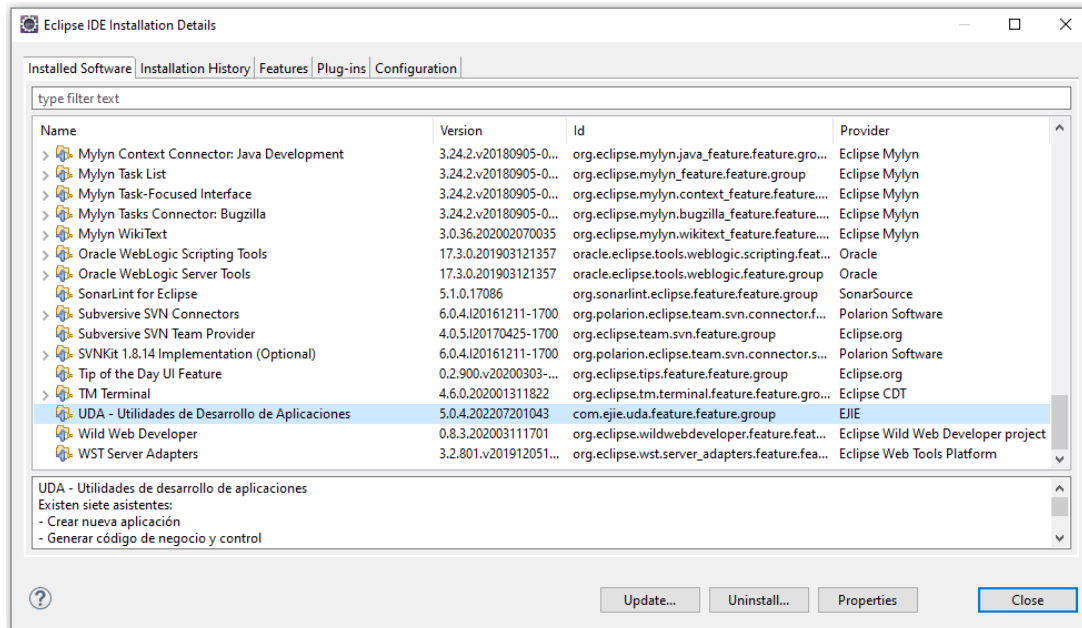 Eclipse IDE Installation Details
Installed Software Installation History Features Plug-ins Configuration
type filter text
Name Version Id Provider
Mylyn Context Connector: Java Development 3.24.2.v20180905-0... org.eclipse.mylyn.java_feature.feature.gro... Eclipse Mylyn
Mylyn Task List 3.24.2.v20180905-0... org.eclipse.mylyn_feature.feature.group Eclipse Mylyn
Mylyn Task-Focused Interface 3.24.2.v20180905-0... org.eclipse.mylyn.context_feature.feature.... Eclipse Mylyn
Mylyn Tasks Connector: Bugzilla 3.24.2.v20180905-0... org.eclipse.mylyn.bugzilla_feature.feature.... Eclipse Mylyn
Mylyn WikiText 3.0.36.202002070035 org.eclipse.mylyn.wikitext_feature.feature.... Eclipse Mylyn
Oracle WebLogic Scripting Tools 17.3.0.201903121357 oracle.eclipse.tools.weblogic.scripting.feat... Oracle
Oracle WebLogic Server Tools 17.3.0.201903121357 oracle.eclipse.tools.weblogic.feature.group Oracle
SonarLint for Eclipse 5.1.0.17086 org.sonarlint.eclipse.feature.feature.group SonarSource
Subversive SVN Connectors 6.0.4.I20161211-1700 org.polarion.eclipse.team.svn.connector.f... Polarion Software
Subversive SVN Team Provider 4.0.5.I20170425-1700 org.eclipse.team.svn.feature.group Eclipse.org
SVNKit 1.8.14 Implementation (Optional) 6.0.4.I20161211-1700 org.polarion.eclipse.team.svn.connector.s... Polarion Software
Tip of the Day UI Feature 0.2.900.v20200303-... org.eclipse.tips.feature.feature.group Eclipse.org
TM Terminal 4.6.0.202001311822 org.eclipse.tm.terminal.feature.feature.gro... Eclipse CDT
UDA - Utilidades de Desarrollo de Aplicaciones 5.0.4.202207201043 com.ejie.uda.feature.feature.group EJIE
Wild Web Developer 0.8.3.202003111701 org.eclipse.wildwebdeveloper.feature.feat... Eclipse Wild Web Developer project
WST Server Adapters 3.2.801.v201912051... org.eclipse.wst.server_adapters.feature.fea... Eclipse Web Tools Platform
UDA - Utilidades de desarrollo de aplicaciones
Existen siete asistentes:
- Crear nueva aplicación
- Generar código de negocio y control
?
Update... Uninstall... Properties Close